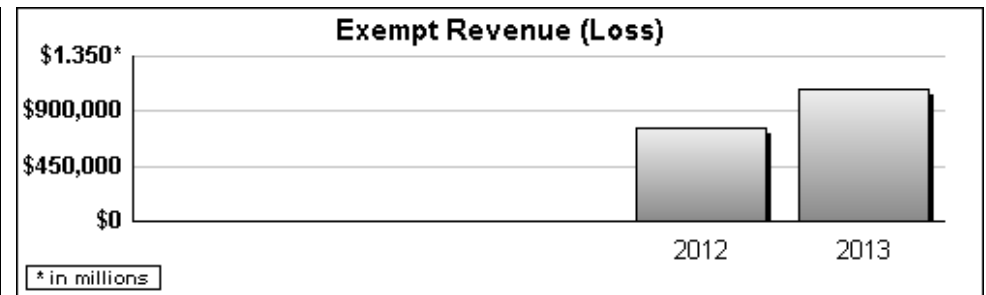 Exempt Revenue (Loss)
$1.350*
$900,000
$450,000
$0
2012 2013
* in millions